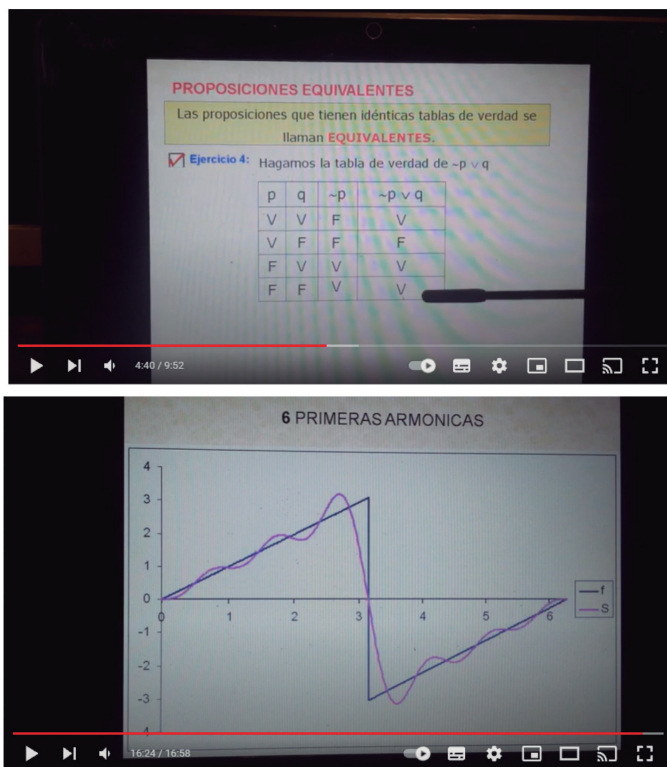 PROPOSICIONES EQUIVALENTES
Las proposiciones que tienen idénticas tablas de verdad se
llaman EQUIVALENTES.
Ejercicio 4: Hagamos la tabla de verdad de ~p ∨ q
p q ~p ~p ∨ q
V V F V
V F F F
F V V V
F F V V
4:40 / 9:52
6 PRIMERAS ARMONICAS
4
3
2
1
0
-1
-2
-3
-4
0 1 2 3 4 5 6
f
S
16:24 / 16:58